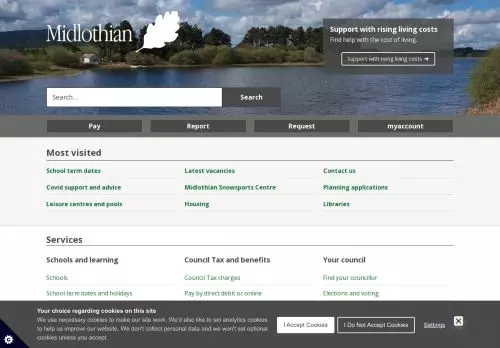 Midlothian
Support with rising living costs
Find help with the cost of living.
Support with rising living costs ➔
Search...
Search
Pay
Report
Request
myaccount
Most visited
School term dates
Latest vacancies
Contact us
Covid support and advice
Midlothian Snowsports Centre
Planning applications
Leisure centres and pools
Housing
Libraries
Services
Schools and learning
Council Tax and benefits
Your council
Schools
Council Tax charges
Find your councillor
School term dates and holidays
Pay by direct debit or online
Elections and voting
Your choice regarding cookies on this site
We use necessary cookies to make our site work. We'd also like to set analytics cookies
to help us improve our website. We don't collect personal data and we won't set optional
cookies unless you accept.
I Accept Cookies
I Do Not Accept Cookies
Settings